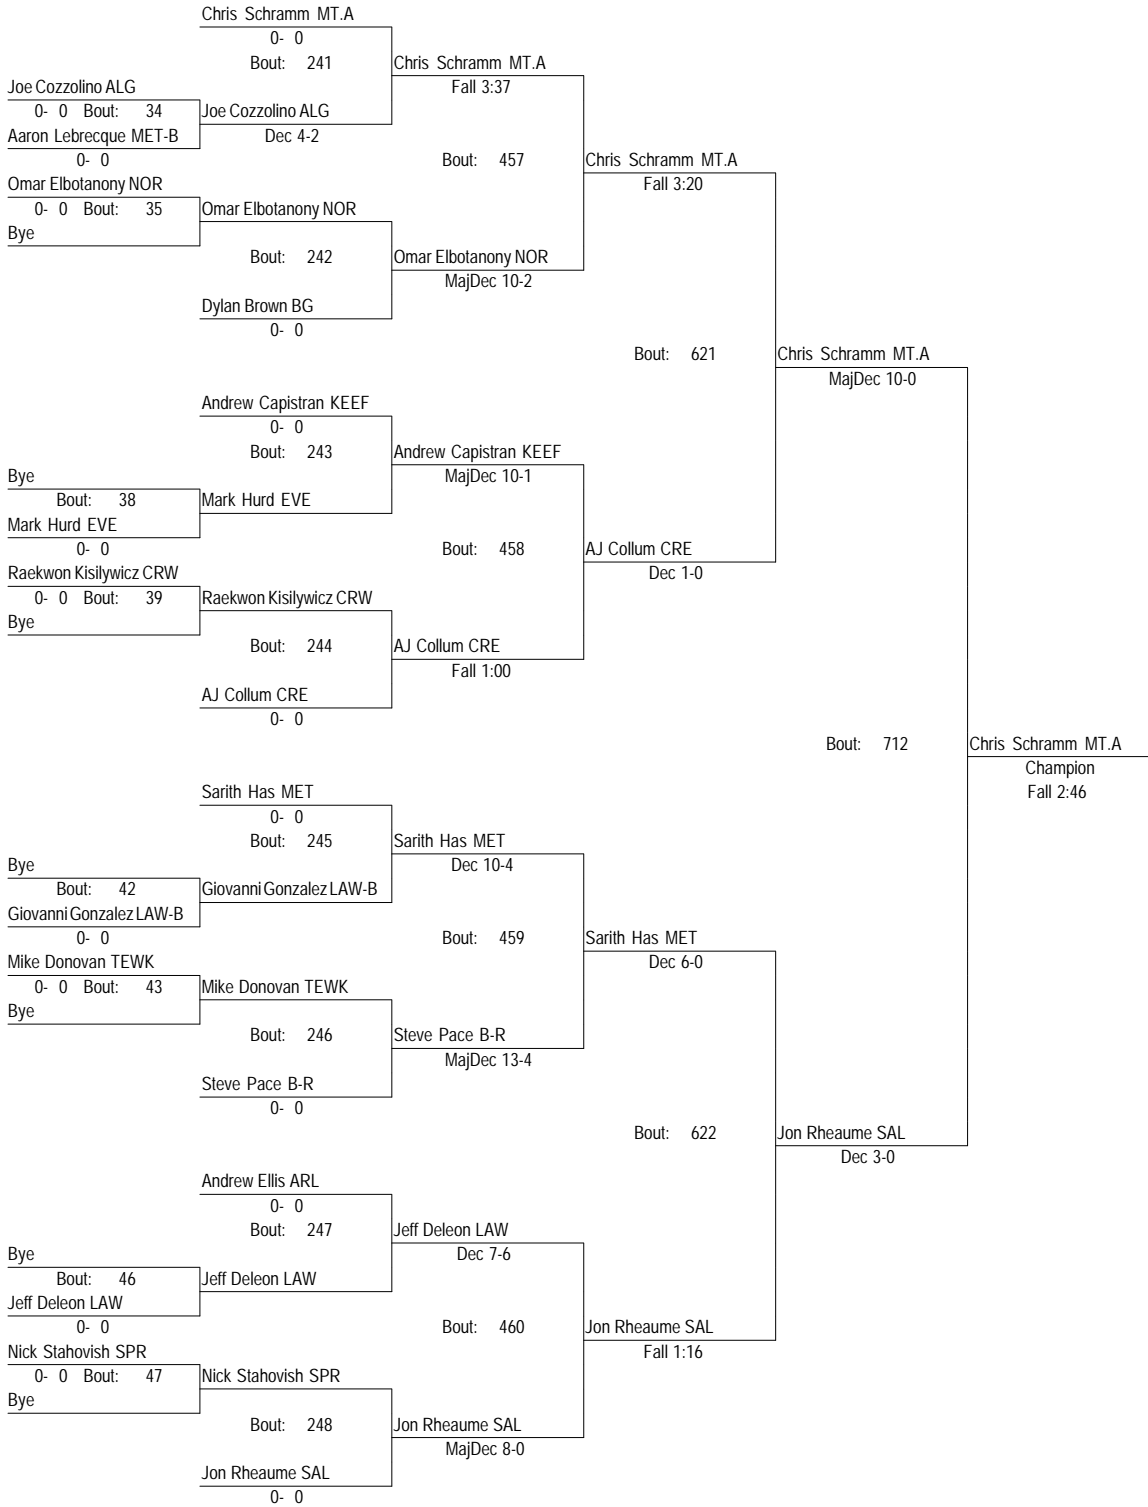 Chris Schramm MT.A
0- 0
Bout: 241 Chris Schramm MT.A
Joe Cozzolino ALG Fall 3:37
0- 0 Bout: 34 Joe Cozzolino ALG
Aaron Lebrecque MET-B Dec 4-2
0- 0 Bout: 457 Chris Schramm MT.A
Omar Elbotanony NOR Fall 3:20
0- 0 Bout: 35 Omar Elbotanony NOR
Bye
Bout: 242 Omar Elbotanony NOR
MajDec 10-2
Dylan Brown BG
0- 0
Bout: 621 Chris Schramm MT.A
MajDec 10-0
Andrew Capistran KEEF
0- 0
Bout: 243 Andrew Capistran KEEF
Bye MajDec 10-1
Bout: 38 Mark Hurd EVE
Mark Hurd EVE
0- 0 Bout: 458 AJ Collum CRE
Raekwon Kisilywicz CRW Dec 1-0
0- 0 Bout: 39 Raekwon Kisilywicz CRW
Bye
Bout: 244 AJ Collum CRE
Fall 1:00
AJ Collum CRE
0- 0
Bout: 712 Chris Schramm MT.A
Champion
Sarith Has MET Fall 2:46
0- 0
Bout: 245 Sarith Has MET
Bye Dec 10-4
Bout: 42 Giovanni Gonzalez LAW-B
Giovanni Gonzalez LAW-B
0- 0 Bout: 459 Sarith Has MET
Mike Donovan TEWK Dec 6-0
0- 0 Bout: 43 Mike Donovan TEWK
Bye
Bout: 246 Steve Pace B-R
MajDec 13-4
Steve Pace B-R
0- 0
Bout: 622 Jon Rheaume SAL
Dec 3-0
Andrew Ellis ARL
0- 0
Bout: 247 Jeff Deleon LAW
Bye Dec 7-6
Bout: 46 Jeff Deleon LAW
Jeff Deleon LAW
0- 0 Bout: 460 Jon Rheaume SAL
Nick Stahovish SPR Fall 1:16
0- 0 Bout: 47 Nick Stahovish SPR
Bye
Bout: 248 Jon Rheaume SAL
MajDec 8-0
Jon Rheaume SAL
0- 0